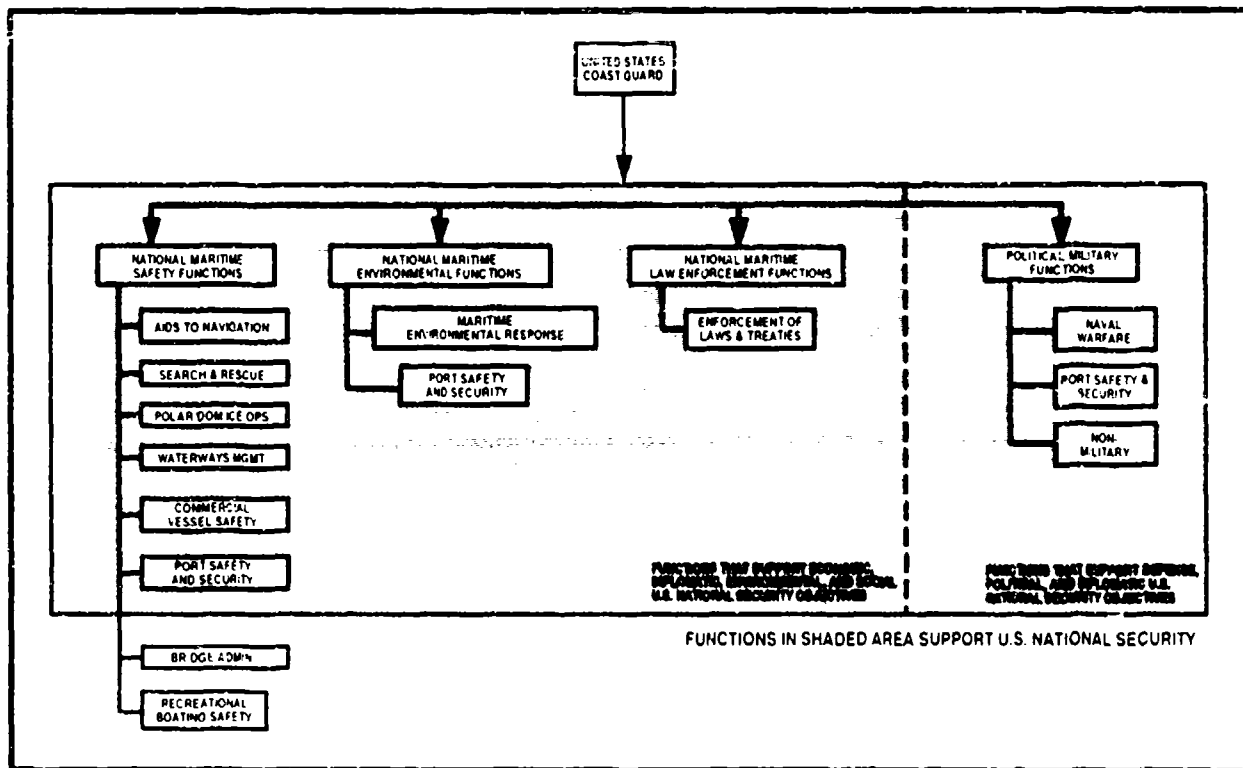 UNITED STATES
COAST GUARD
NATIONAL MARITIME
SAFETY FUNCTIONS
AIDS TO NAVIGATION
SEARCH & RESCUE
POLAR/DOM ICE OPS
WATERWAYS MGMT
COMMERCIAL
VESSEL SAFETY
PORT SAFETY
AND SECURITY
BRIDGE ADMIN
RECREATIONAL
BOATING SAFETY
NATIONAL MARITIME
ENVIRONMENTAL FUNCTIONS
MARITIME
ENVIRONMENTAL RESPONSE
PORT SAFETY
AND SECURITY
NATIONAL MARITIME
LAW ENFORCEMENT FUNCTIONS
ENFORCEMENT OF
LAWS & TREATIES
FUNCTIONS THAT SUPPORT ECONOMIC,
DIPLOMATIC, ENVIRONMENTAL, AND SOCIAL
U.S. NATIONAL SECURITY OBJECTIVES
POLITICAL MILITARY
FUNCTIONS
NAVAL
WARFARE
PORT SAFETY &
SECURITY
NON-
MILITARY
FUNCTIONS THAT SUPPORT DEFENSE,
POLITICAL, AND DIPLOMATIC U.S.
NATIONAL SECURITY OBJECTIVES
FUNCTIONS IN SHADED AREA SUPPORT U.S. NATIONAL SECURITY